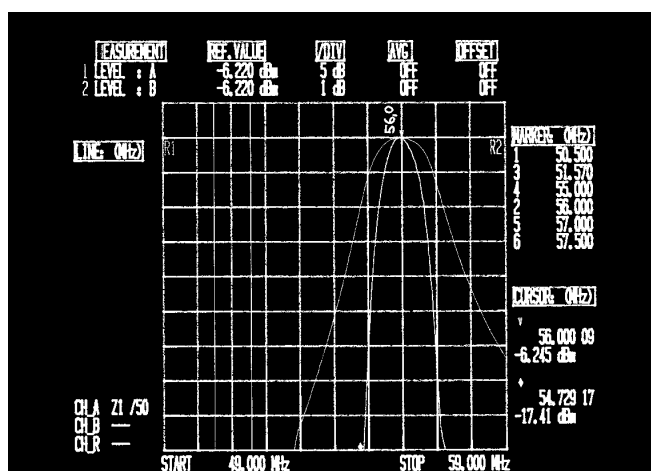 EASUREMENT REF.VALUE /DIV AVG OFFSET
1 LEVEL : A -6.220 dBm 5 dB OFF OFF
2 LEVEL : B -6.220 dBm 1 dB OFF OFF
56,0
LINE: (MHz)
R1 R2
MARKER: (MHz)
1 50.500
3 51.570
4 55.000
2 56.000
5 57.000
6 57.500
CURSOR: (MHz)
56.000 09
-6.245 dBm
54.729 17
-17.41 dBm
CH_A Z1 /50
CH_B —
CH_R —
START 49.000 MHz STOP 59.000 MHz